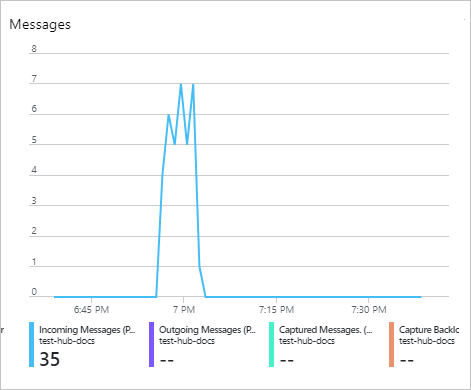 Messages
8
7
6
5
4
3
2
1
0
6:45 PM 7 PM 7:15 PM 7:30 PM
r Incoming Messages (P... Outgoing Messages (P... Captured Messages. (... Capture Backlo
test-hub-docs test-hub-docs test-hub-docs test-hub-docs
35 -- -- --